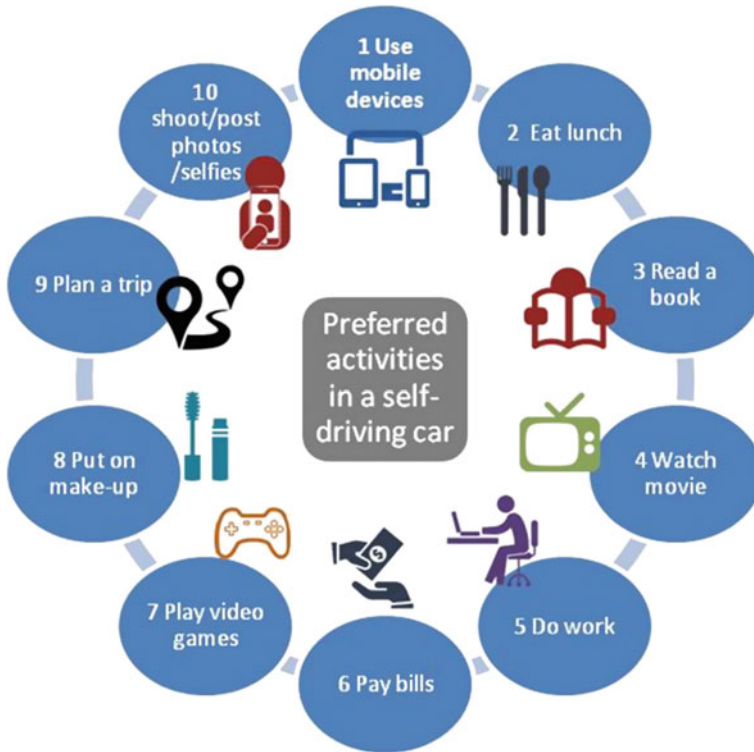 1 Use
mobile
devices
2 Eat lunch
3 Read a
book
4 Watch
movie
5 Do work
6 Pay bills
7 Play video
games
8 Put on
make-up
9 Plan a trip
10
shoot/post
photos
/selfies
Preferred
activities
in a self-
driving car
$